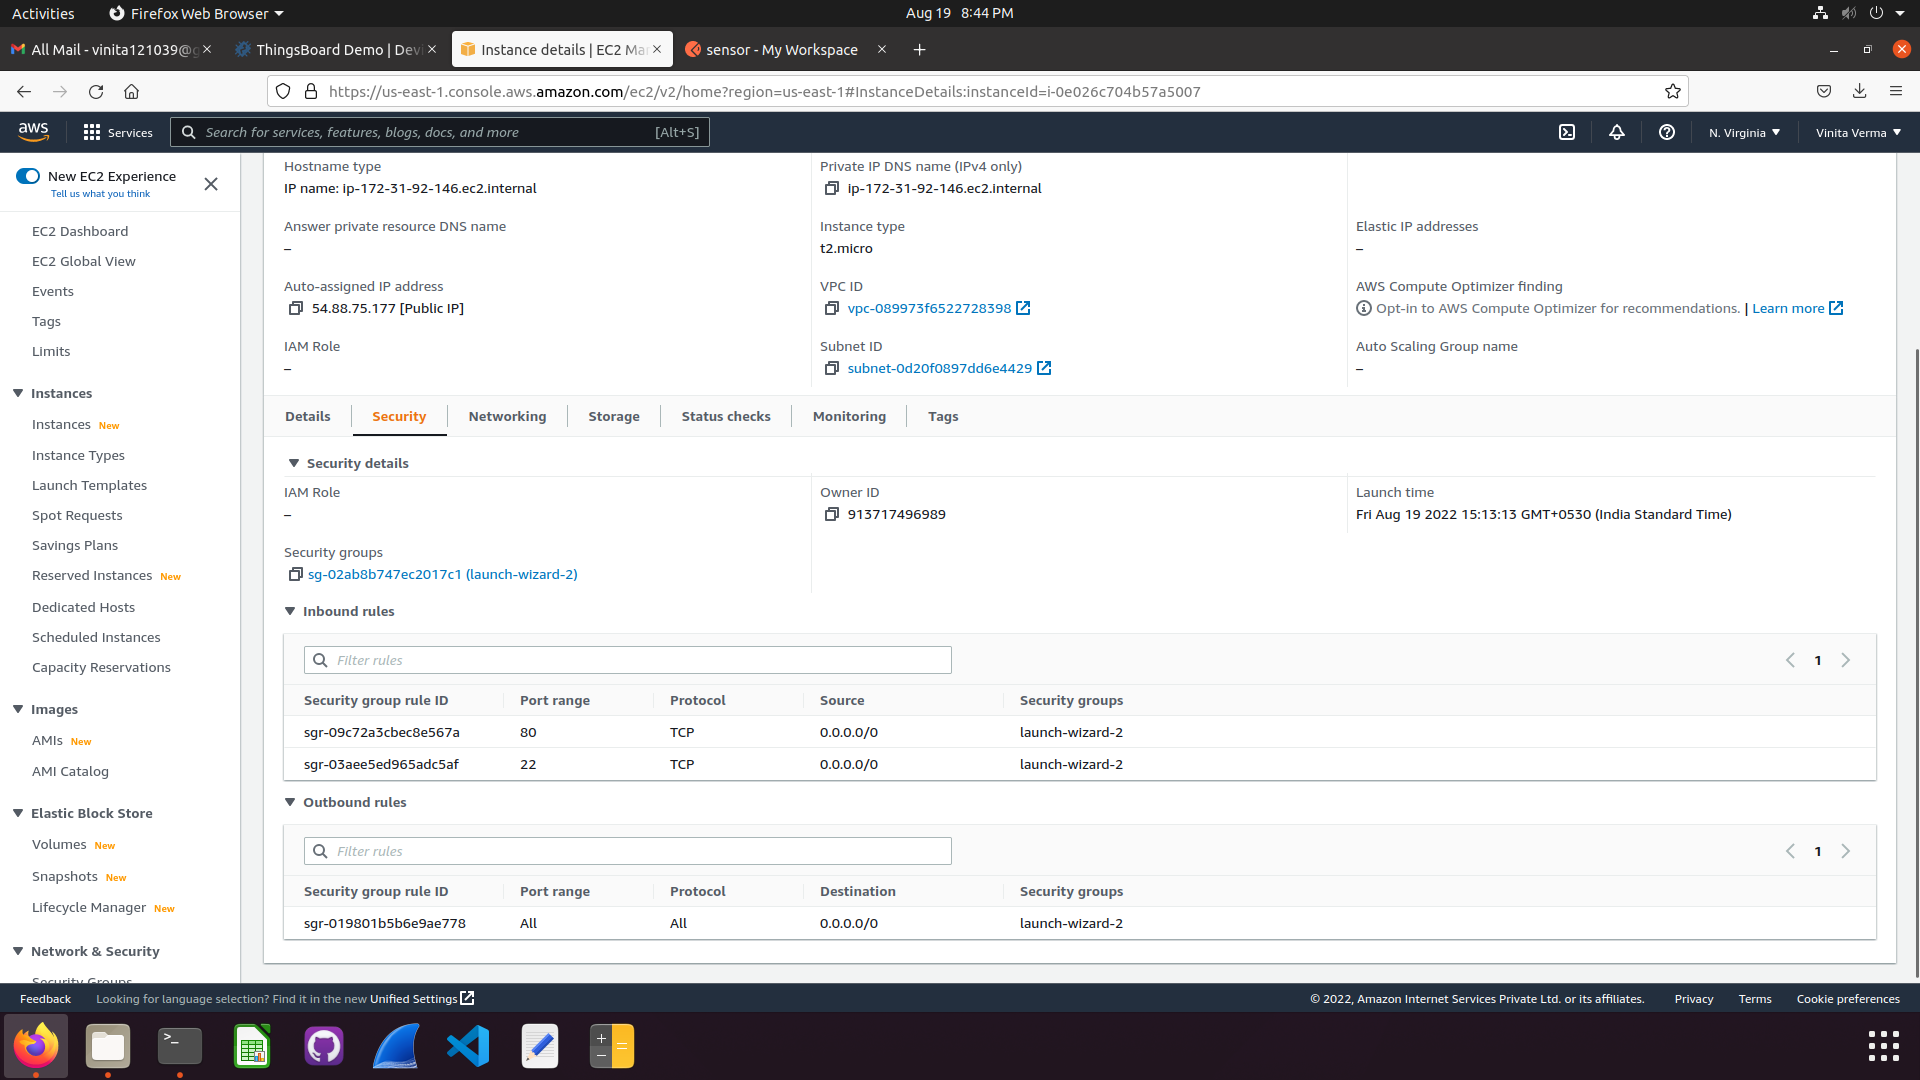 Activities
Firefox Web Browser
Aug 19 8:44 PM
All Mail - vinita121039@g
ThingsBoard Demo | Devi
Instance details | EC2 Ma
sensor - My Workspace
https://us-east-1.console.aws.amazon.com/ec2/v2/home?region=us-east-1#InstanceDetails:instanceId=i-0e026c704b57a5007
aws
Services
Search for services, features, blogs, docs, and more
[Alt+S]
N. Virginia
Vinita Verma
New EC2 Experience
Tell us what you think
EC2 Dashboard
EC2 Global View
Events
Tags
Limits
Instances
Instances New
Instance Types
Launch Templates
Spot Requests
Savings Plans
Reserved Instances New
Dedicated Hosts
Scheduled Instances
Capacity Reservations
Images
AMIs New
AMI Catalog
Elastic Block Store
Volumes New
Snapshots New
Lifecycle Manager New
Network & Security
Security Groups
Hostname type
IP name: ip-172-31-92-146.ec2.internal
Private IP DNS name (IPv4 only)
ip-172-31-92-146.ec2.internal
Answer private resource DNS name
–
Instance type
t2.micro
Elastic IP addresses
–
Auto-assigned IP address
54.88.75.177 [Public IP]
VPC ID
vpc-089973f6522728398
AWS Compute Optimizer finding
Opt-in to AWS Compute Optimizer for recommendations. | Learn more
IAM Role
–
Subnet ID
subnet-0d20f0897dd6e4429
Auto Scaling Group name
–
Details
Security
Networking
Storage
Status checks
Monitoring
Tags
Security details
IAM Role
–
Owner ID
913717496989
Launch time
Fri Aug 19 2022 15:13:13 GMT+0530 (India Standard Time)
Security groups
sg-02ab8b747ec2017c1 (launch-wizard-2)
Inbound rules
Filter rules
1
Security group rule ID Port range Protocol Source Security groups
sgr-09c72a3cbec8e567a 80 TCP 0.0.0.0/0 launch-wizard-2
sgr-03aee5ed965adc5af 22 TCP 0.0.0.0/0 launch-wizard-2
Outbound rules
Filter rules
1
Security group rule ID Port range Protocol Destination Security groups
sgr-019801b5b6e9ae778 All All 0.0.0.0/0 launch-wizard-2
Feedback
Looking for language selection? Find it in the new Unified Settings
© 2022, Amazon Internet Services Private Ltd. or its affiliates.
Privacy
Terms
Cookie preferences